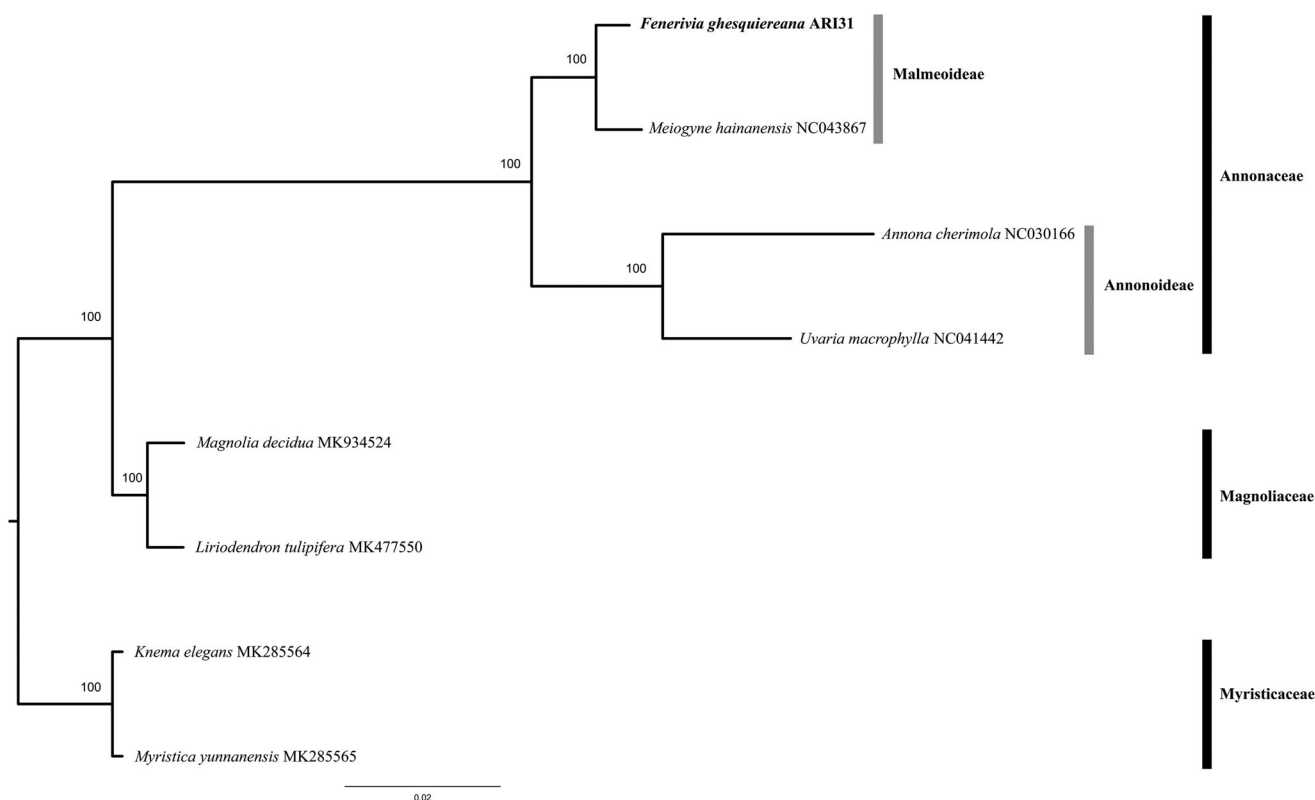 Fenerivia ghesquiereana ARI31
100
Malmeoideae
Meiogyne hainanensis NC043867
100
Annonaceae
Annona cherimola NC030166
100
Annonoideae
100
Uvaria macrophylla NC041442
Magnolia decidua MK934524
100
Magnoliaceae
Liriodendron tulipifera MK477550
Knema elegans MK285564
100
Myristicaceae
Myristica yunnanensis MK285565
0.02